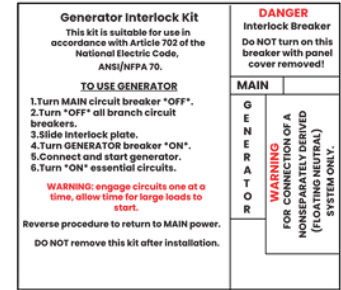 Generator Interlock Kit
This kit is suitable for use in
accordance with Article 702 of the
National Electric Code,
ANSI/NFPA 70.
TO USE GENERATOR
1.Turn MAIN circuit breaker *OFF*.
2.Turn *OFF* all branch circuit
breakers.
3.Slide Interlock plate.
4.Turn GENERATOR breaker *ON*.
5.Connect and start generator.
6.Turn *ON* essential circuits.
WARNING: engage circuits one at a
time, allow time for large loads to
start.
Reverse procedure to return to MAIN power.
DO NOT remove this kit after installation.
DANGER
Interlock Breaker
Do NOT turn on this
breaker with panel
cover removed!
MAIN
GENERATOR
WARNING
FOR CONNECTION OF A
NONSEPARATELY DERIVED
(FLOATING NEUTRAL)
SYSTEM ONLY.